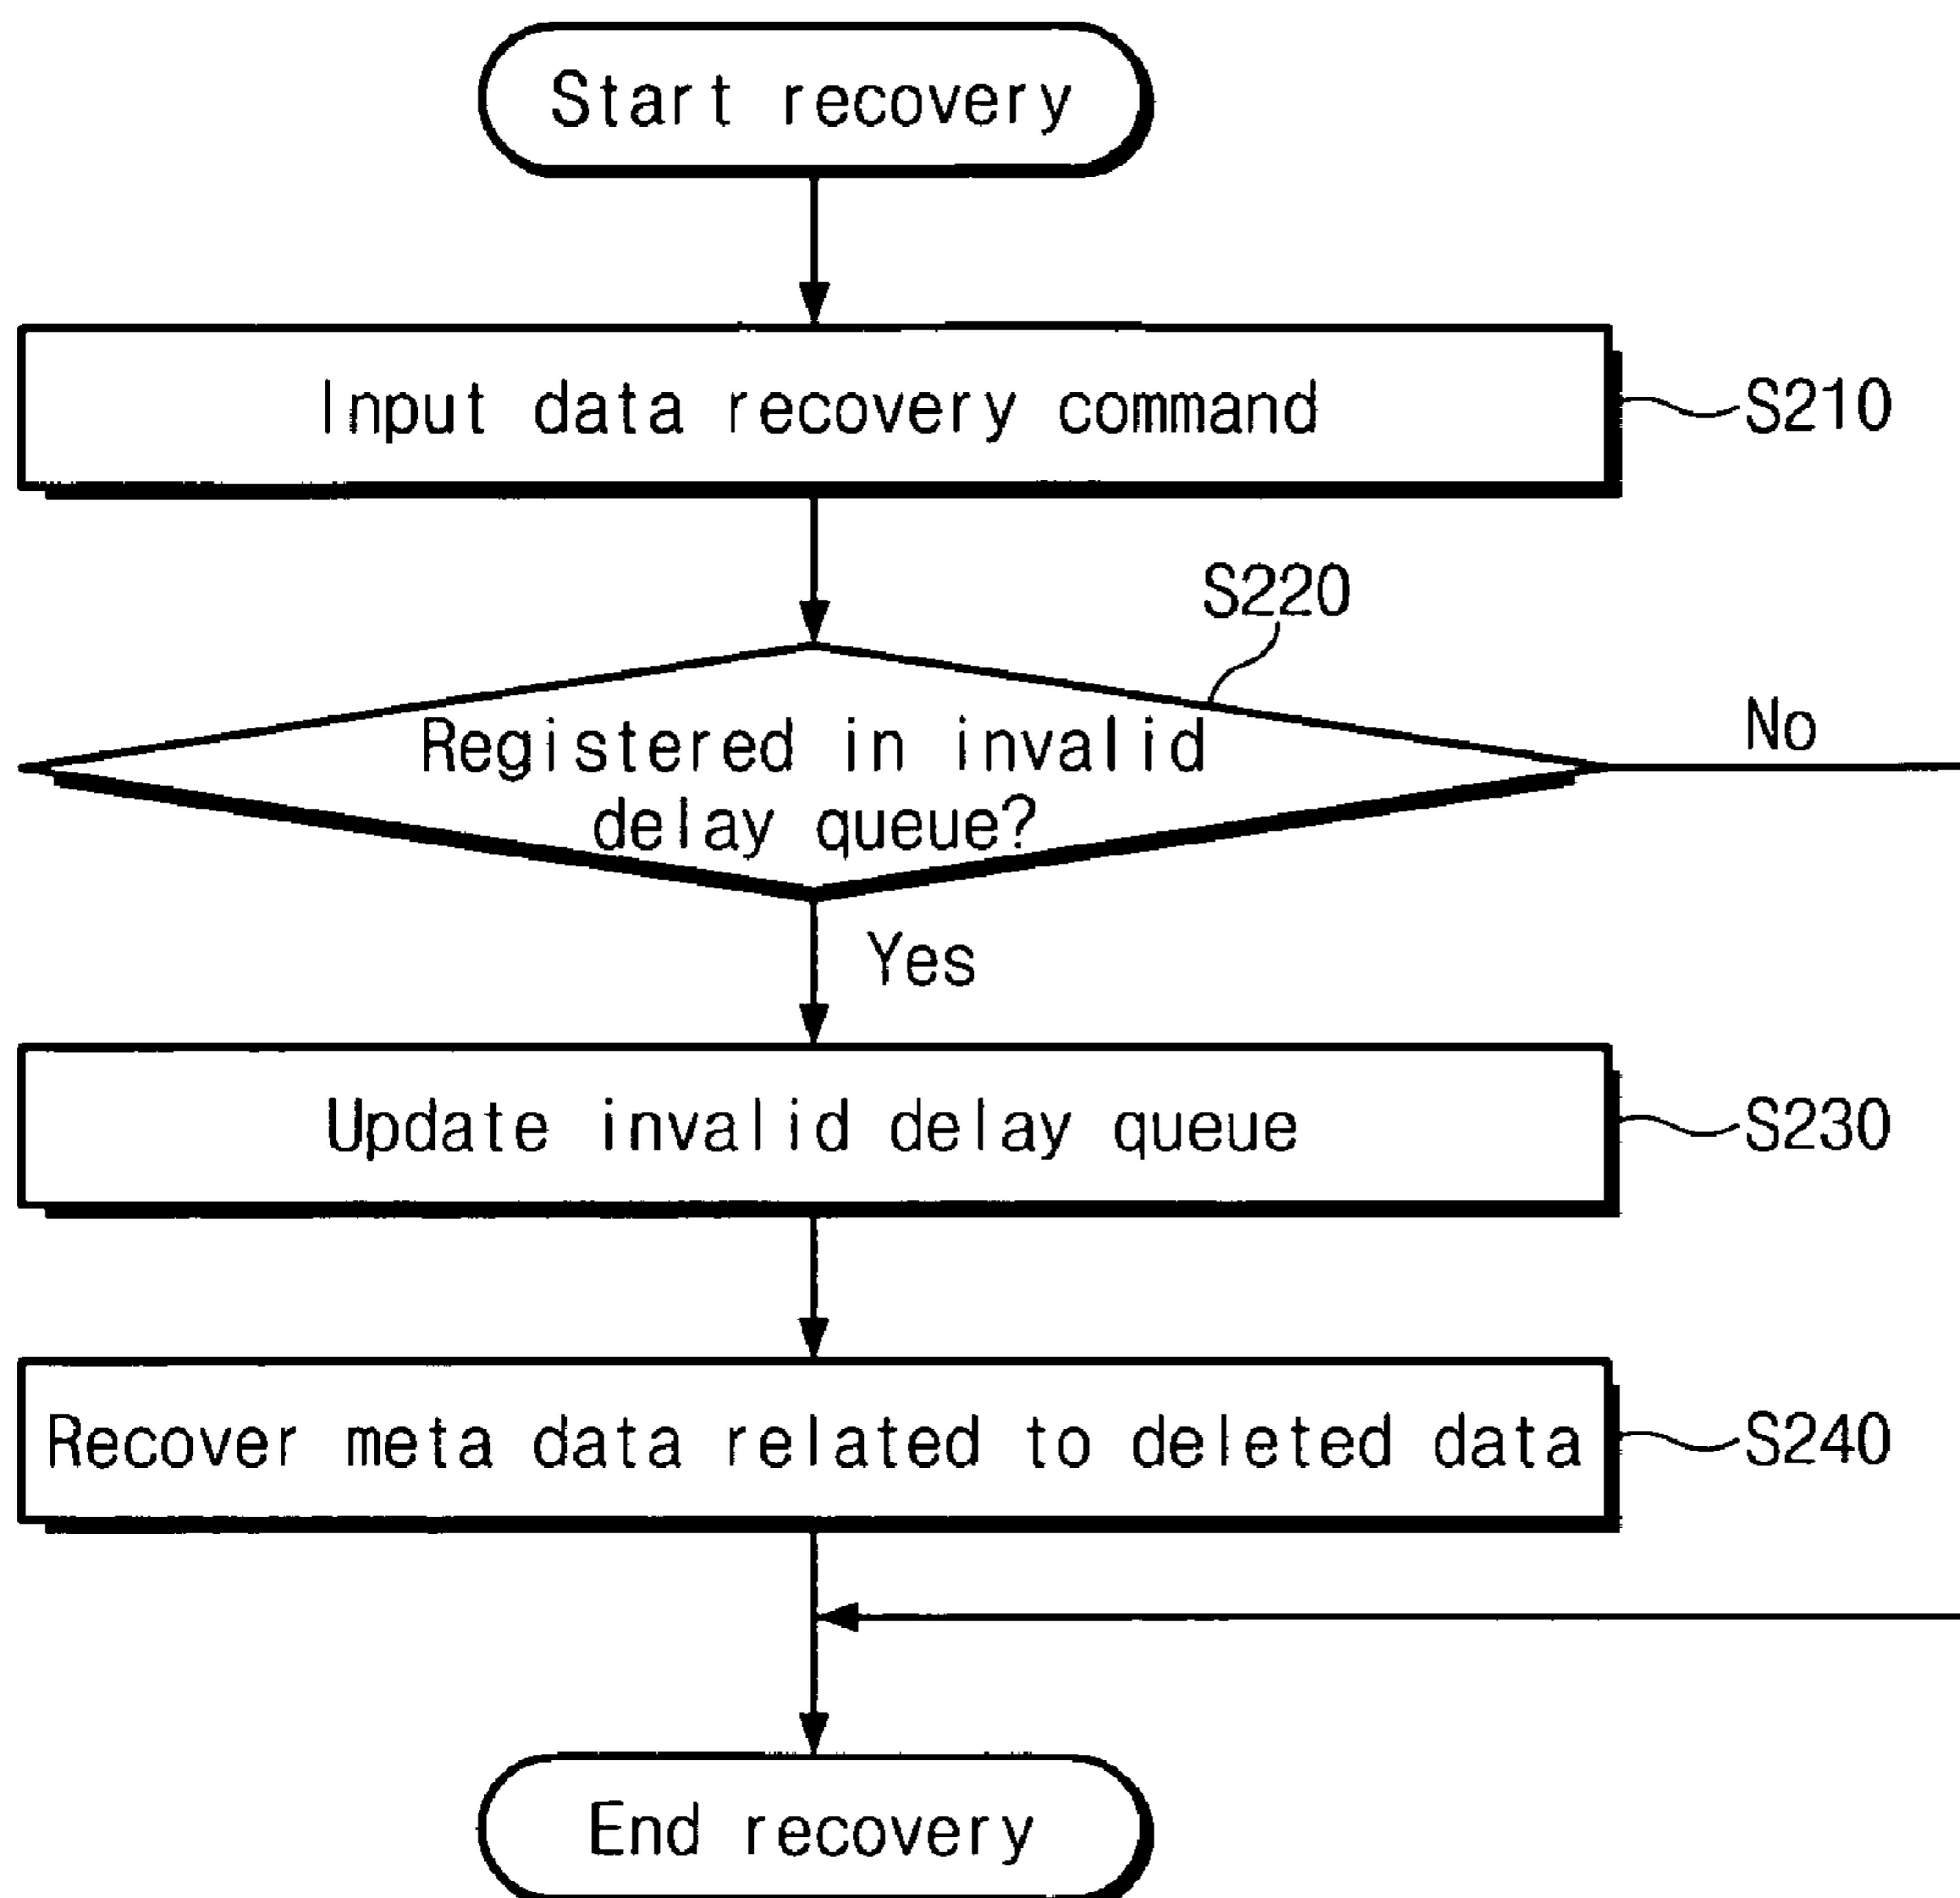 Start recovery
Input data recovery command
S210
S220
Registered in invalid
delay queue?
No
Yes
Update invalid delay queue
S230
Recover meta data related to deleted data
S240
End recovery